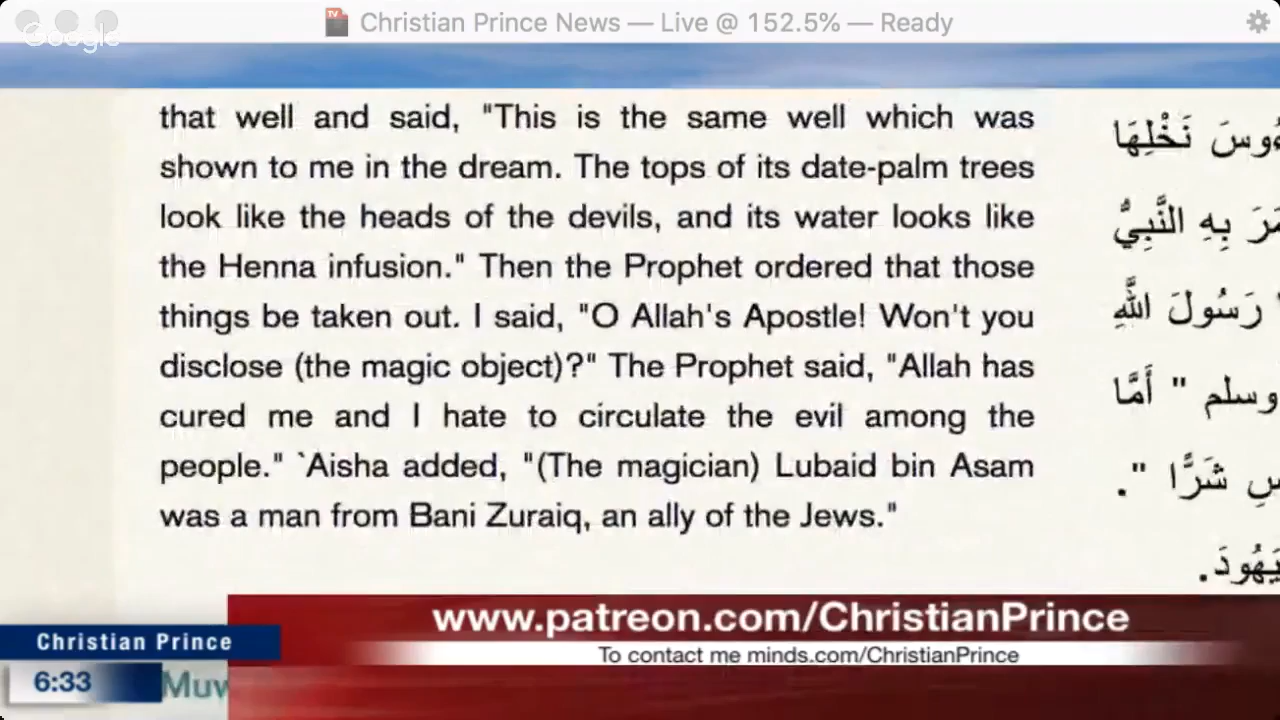 Christian Prince News — Live @ 152.5% — Ready
Google
that well and said, "This is the same well which was
shown to me in the dream. The tops of its date-palm trees
look like the heads of the devils, and its water looks like
the Henna infusion." Then the Prophet ordered that those
things be taken out. I said, "O Allah's Apostle! Won't you
disclose (the magic object)?" The Prophet said, "Allah has
cured me and I hate to circulate the evil among the
people." `Aisha added, "(The magician) Lubaid bin Asam
was a man from Bani Zuraiq, an ally of the Jews."
نَخْلِهَا
بِهِ النَّبِيُّ
رَسُولَ اللَّهِ
وسلم " أَمَّا
شَرًّا ".
www.patreon.com/ChristianPrince
To contact me minds.com/ChristianPrince
Christian Prince
6:33